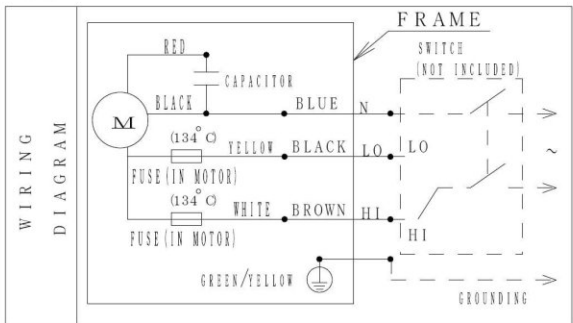 WIRING
DIAGRAM
FRAME
SWITCH
(NOT INCLUDED)
RED
CAPACITOR
BLACK
BLUE
N
M
(134°C)
YELLOW
BLACK
LO
LO
~
FUSE(IN MOTOR)
(134°C)
WHITE
BROWN
HI
HI
FUSE(IN MOTOR)
GREEN/YELLOW
GROUNDING